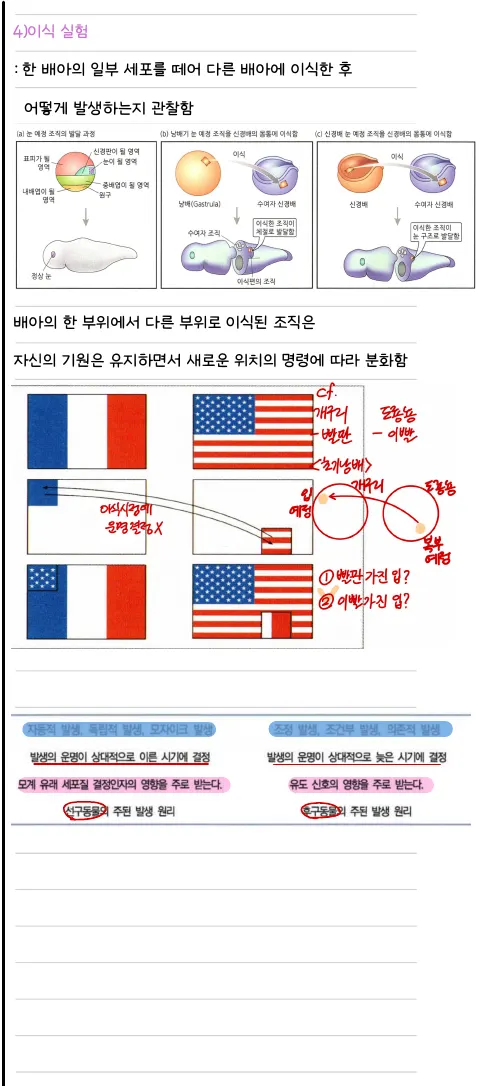 4)이식 실험
: 한 배아의 일부 세포를 떼어 다른 배아에 이식한 후
어떻게 발생하는지 관찰함
(a) 눈 예정 조직의 발달 과정
표피가 될 영역
신경판이 될 영역
눈이 될 영역
내배엽이 될 영역
중배엽이 될 영역
원구
정상 눈
(b) 낭배기 눈 예정 조직을 신경배의 몸통에 이식함
이식
낭배(Gastrula)
수여자 신경배
수여자 조직
이식한 조직이 체절로 발달함
이식편의 조직
(c) 신경배 눈 예정 조직을 신경배의 몸통에 이식함
이식
신경배
수여자 신경배
이식한 조직이 눈 구조로 발달함
배아의 한 부위에서 다른 부위로 이식된 조직은
자신의 기원은 유지하면서 새로운 위치의 명령에 따라 분화함
cf.
개구리 도롱뇽
- 빨판 - 이빨
<초기낭배>
이식시점에
운명결정 X
입
예정
개구리
도롱뇽
복부
예정
① 빨판 가진 입?
② 이빨 가진 입?
자동적 발생, 독립적 발생, 모자이크 발생
발생의 운명이 상대적으로 이른 시기에 결정
모계 유래 세포질 결정인자의 영향을 주로 받는다.
선구동물의 주된 발생 원리
조정 발생, 조건부 발생, 의존적 발생
발생의 운명이 상대적으로 늦은 시기에 결정
유도 신호의 영향을 주로 받는다.
후구동물의 주된 발생 원리